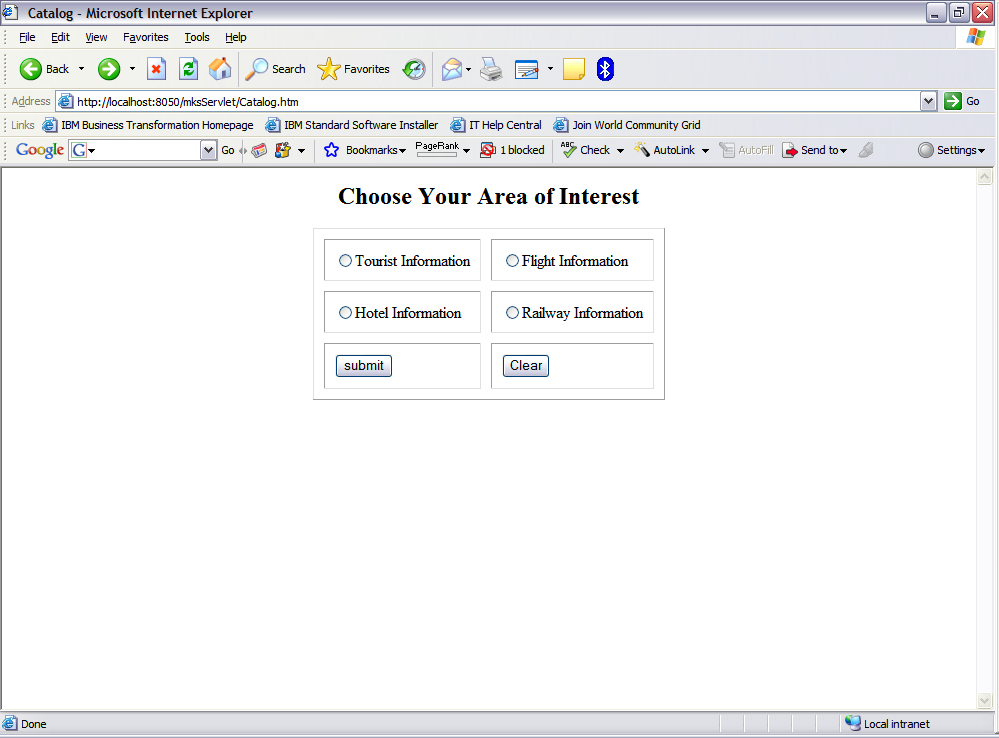 Catalog - Microsoft Internet Explorer
File Edit View Favorites Tools Help
Back Search Favorites
Address http://localhost:8050/mksServlet/Catalog.htm Go
Links IBM Business Transformation Homepage IBM Standard Software Installer IT Help Central Join World Community Grid
Google G Go Bookmarks PageRank 1 blocked ABC Check AutoLink AutoFill Send to Settings
Choose Your Area of Interest
Tourist Information Flight Information
Hotel Information Railway Information
submit Clear
Done Local intranet